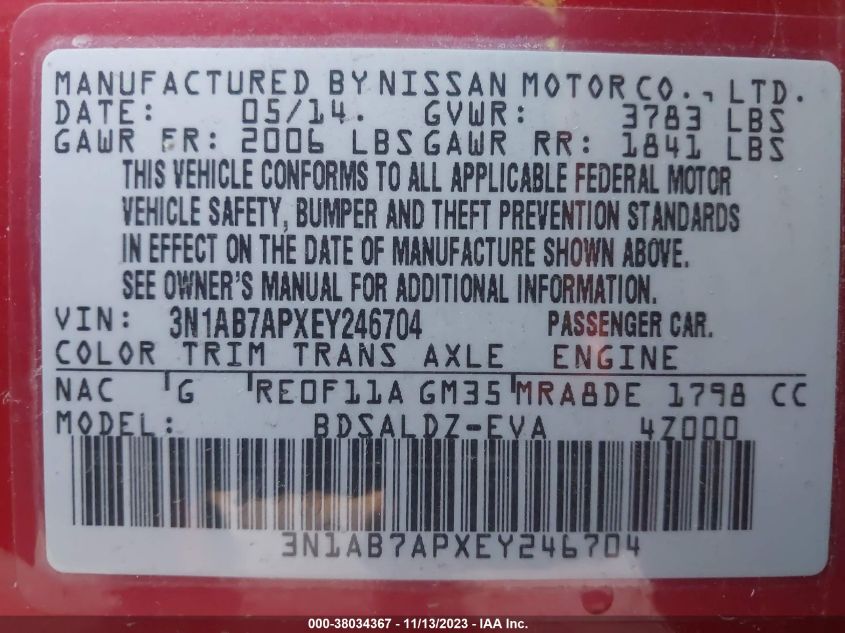 MANUFACTURED BY NISSAN MOTOR CO., LTD.
DATE: 05/14. GVWR: 3783 LBS
GAWR FR: 2006 LBS GAWR RR: 1841 LBS
THIS VEHICLE CONFORMS TO ALL APPLICABLE FEDERAL MOTOR
VEHICLE SAFETY, BUMPER AND THEFT PREVENTION STANDARDS
IN EFFECT ON THE DATE OF MANUFACTURE SHOWN ABOVE.
SEE OWNER'S MANUAL FOR ADDITIONAL INFORMATION.
VIN: 3N1AB7APXEY246704 PASSENGER CAR.
COLOR TRIM TRANS AXLE ENGINE
NAC G RE0F11A GM35 MRA8DE 1798 CC
MODEL: BDSALDZ-EVA 4Z000
3N1AB7APXEY246704
000-38034367 - 11/13/2023 - IAA Inc.